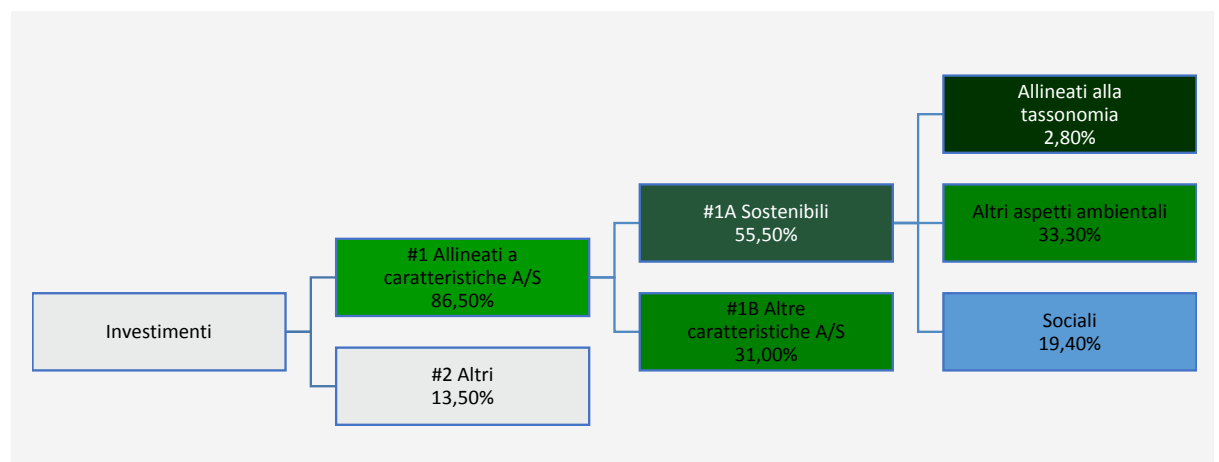 Investimenti
#1 Allineati a
caratteristiche A/S
86,50%
#2 Altri
13,50%
#1A Sostenibili
55,50%
#1B Altre
caratteristiche A/S
31,00%
Allineati alla
tassonomia
2,80%
Altri aspetti ambientali
33,30%
Sociali
19,40%